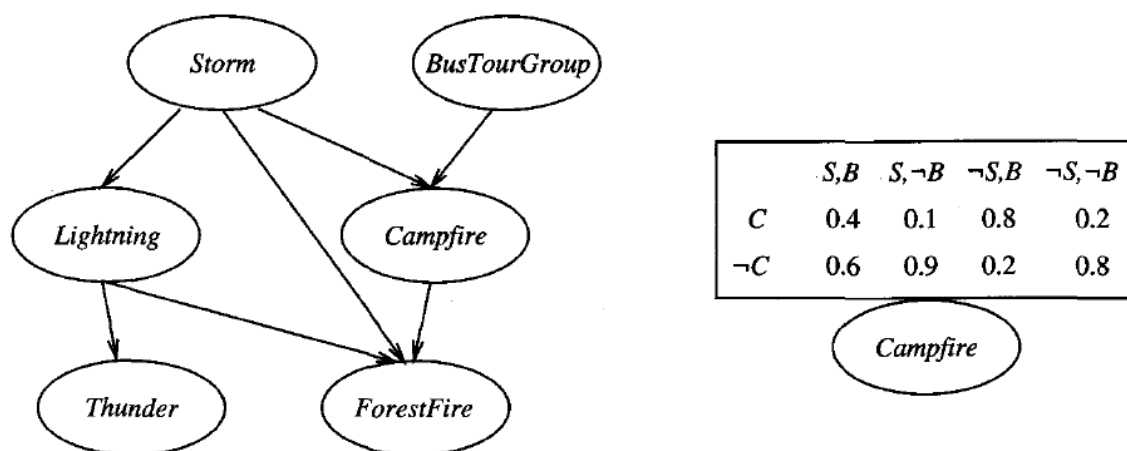 Storm
BusTourGroup
Lightning
Campfire
Thunder
ForestFire
S,B S,¬B ¬S,B ¬S,¬B
C 0.4 0.1 0.8 0.2
¬C 0.6 0.9 0.2 0.8
Campfire